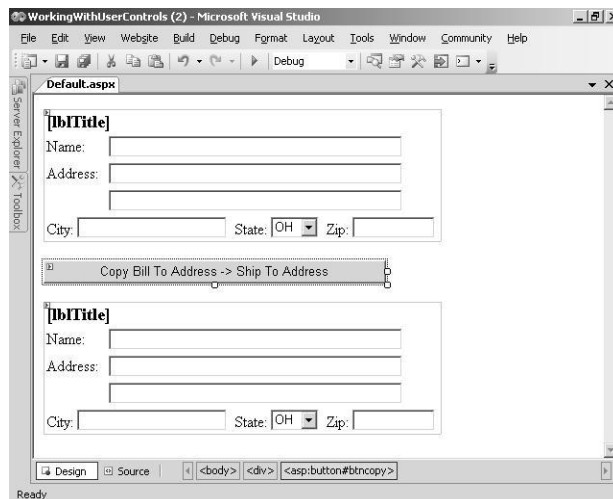 WorkingWithUserControls (2) - Microsoft Visual Studio
File Edit View Website Build Debug Format Layout Tools Window Community Help
Debug
Default.aspx
Server Explorer
Toolbox
[lblTitle]
Name:
Address:
City: State: OH Zip:
Copy Bill To Address -> Ship To Address
[lblTitle]
Name:
Address:
City: State: OH Zip:
Design Source <body> <div> <asp:button#btncopy>
Ready